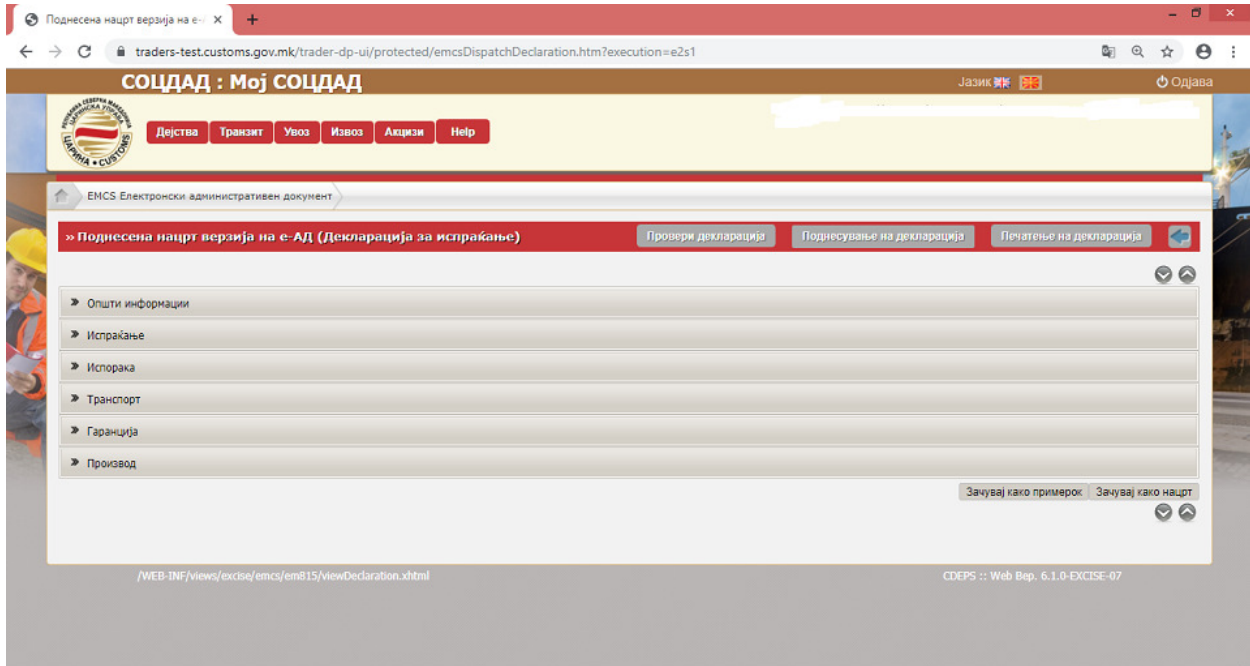 Поднесена нацрт верзија на е-
traders-test.customs.gov.mk/trader-dp-ui/protected/emcsDispatchDeclaration.htm?execution=e2s1
СОЦДАД : Мој СОЦДАД
Јазик
Одјава
ЦАРИНА • CUSTOMS
Дејства Транзит Увоз Извоз Акцизи Help
EMCS Електронски административен документ
» Поднесена нацрт верзија на е-АД (Декларација за испраќање)
Провери декларација Поднесување на декларација Печатење на декларација
Општи информации
Испраќање
Испорака
Транспорт
Гаранција
Производ
Зачувај како примерок Зачувај како нацрт
/WEB-INF/views/excise/emcs/em815/viewDeclaration.xhtml
CDEPS :: Web Вер. 6.1.0-EXCISE-07